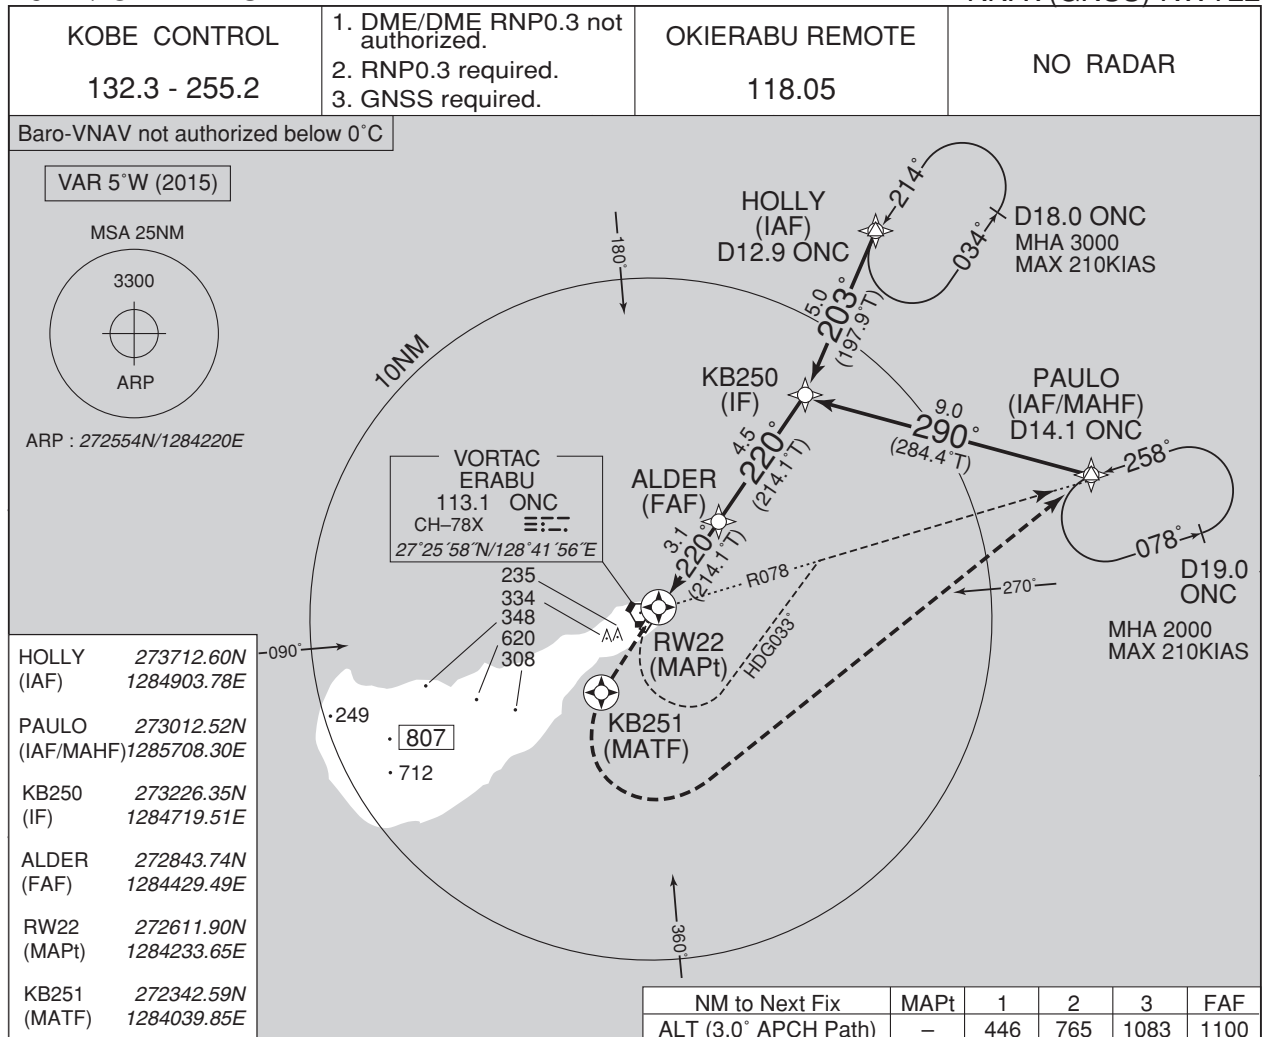 KOBE CONTROL
132.3 - 255.2
1. DME/DME RNP0.3 not
authorized.
2. RNP0.3 required.
3. GNSS required.
OKIERABU REMOTE
118.05
NO RADAR
Baro-VNAV not authorized below 0°C
VAR 5°W (2015)
MSA 25NM
3300
ARP
ARP : 272554N/1284220E
10NM
180°
HOLLY
(IAF)
D12.9 ONC
214°
034°
D18.0 ONC
MHA 3000
MAX 210KIAS
5.0
203°
(197.9°T)
KB250
(IF)
PAULO
(IAF/MAHF)
D14.1 ONC
9.0
290°
(284.4°T)
258°
078°
D19.0
ONC
MHA 2000
MAX 210KIAS
4.5
220°
(214.1°T)
ALDER
(FAF)
3.1
220°
(214.1°T)
VORTAC
ERABU
113.1 ONC
CH–78X
27°25´58˝N/128°41´56˝E
R078
270°
HDG033°
RW22
(MAPt)
KB251
(MATF)
235
334
348
620
308
090°
249
807
712
360°
HOLLY 273712.60N
(IAF) 1284903.78E
PAULO 273012.52N
(IAF/MAHF) 1285708.30E
KB250 273226.35N
(IF) 1284719.51E
ALDER 272843.74N
(FAF) 1284429.49E
RW22 272611.90N
(MAPt) 1284233.65E
KB251 272342.59N
(MATF) 1284039.85E
NM to Next Fix MAPt 1 2 3 FAF
ALT (3.0° APCH Path) – 446 765 1083 1100